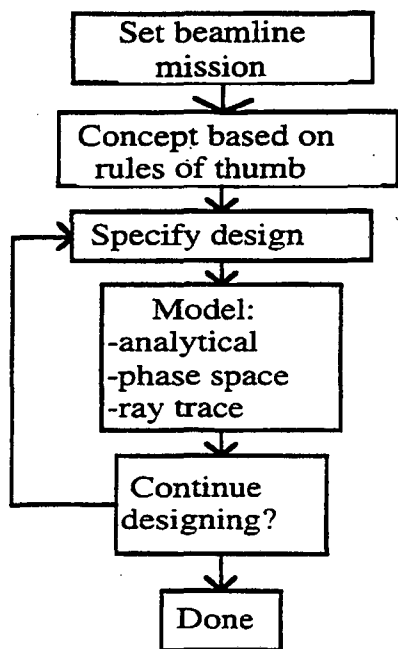 Set beamline
mission
Concept based on
rules of thumb
Specify design
Model:
-analytical
-phase space
-ray trace
Continue
designing?
Done